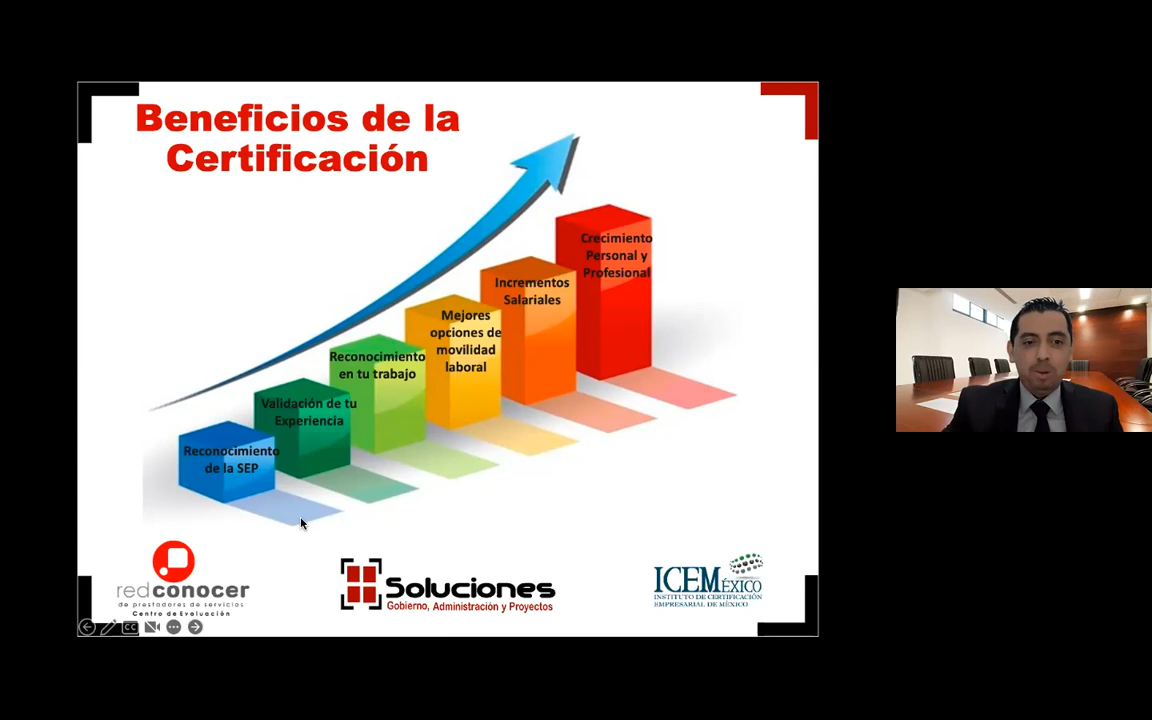 Beneficios de la
Certificación
Crecimiento
Personal y
Profesional
Incrementos
Salariales
Mejores
opciones de
movilidad
laboral
Reconocimiento
en tu trabajo
Validación de tu
Experiencia
Reconocimiento
de la SEP
redconocer
de prestadores de servicios
Centro de Evaluación
Soluciones
Gobierno, Administración y Proyectos
ICEMÉXICO
INSTITUTO DE CERTIFICACIÓN
EMPRESARIAL DE MÉXICO
CC